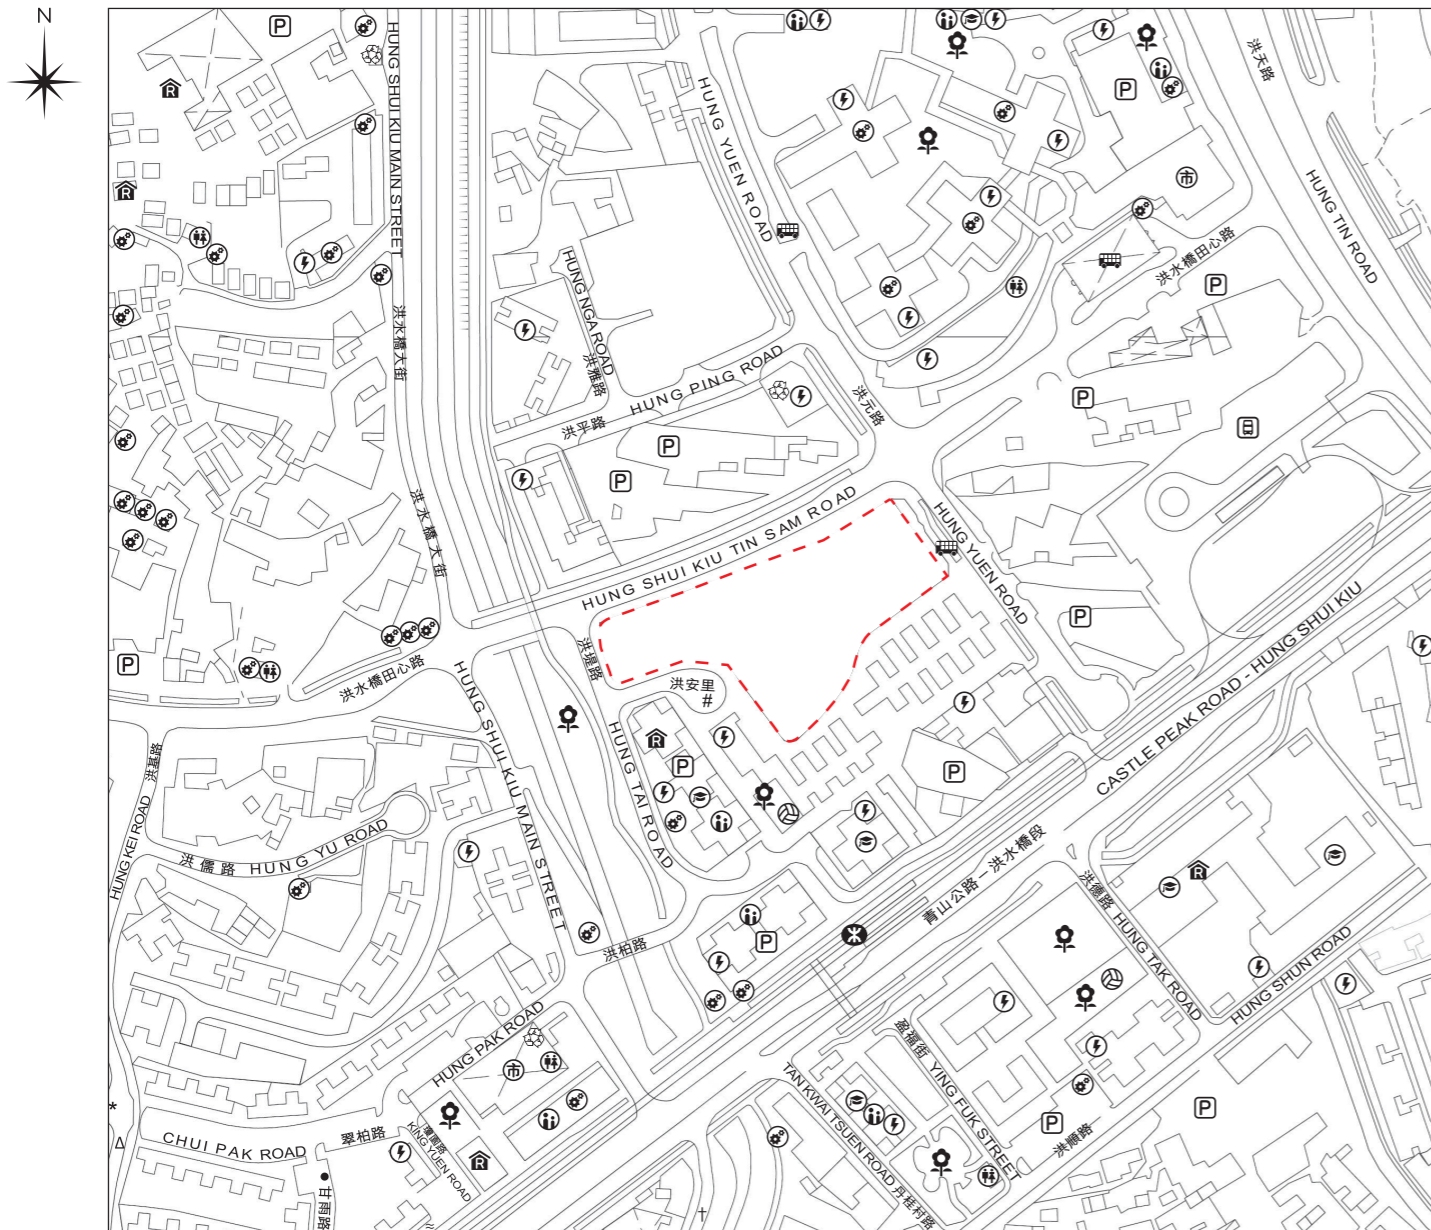 N
HUNG SHUI KIU MAIN STREET
洪水橋大街
洪水橋大街
HUNG YUEN ROAD
洪元路
HUNG NGA ROAD
洪雅路
HUNG PING ROAD
洪平路
洪天路
HUNG TIN ROAD
洪水橋田心路
HUNG SHUI KIU TIN SAM ROAD
HUNG YUEN ROAD
洪堤路
洪安里
#
HUNG TAI ROAD
洪水橋田心路
HUNG SHUI KIU MAIN STREET
CASTLE PEAK ROAD - HUNG SHUI KIU
青山公路－洪水橋段
洪基路
HUNG KEI ROAD
洪儒路 HUNG YU ROAD
洪柏路
HUNG PAK ROAD
洪德路 HUNG TAK ROAD
HUNG SHUN ROAD
洪順路
盈福街 YING FUK STREET
TAN KWAI TSUEN ROAD 丹桂村路
CHUI PAK ROAD
翠柏路
瓊園路
KING YUEN ROAD
甘雨路
P
P
P
P
P
P
P
P
P
P
P
P
P
P
R
R
R
R
R
市
市
*
Δ